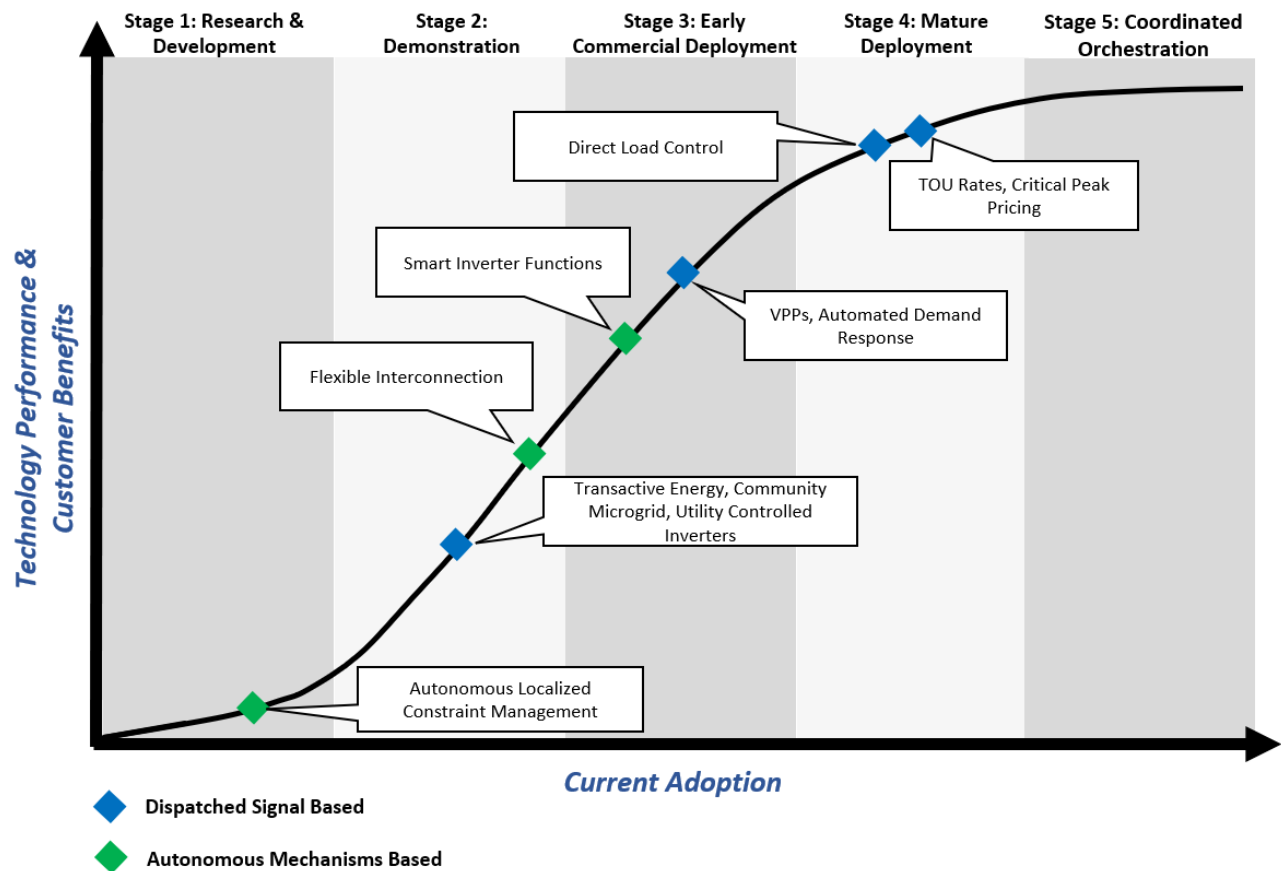 Stage 1: Research &
Development
Stage 2:
Demonstration
Stage 3: Early
Commercial Deployment
Stage 4: Mature
Deployment
Stage 5: Coordinated
Orchestration
Direct Load Control
TOU Rates, Critical Peak
Pricing
Smart Inverter Functions
VPPs, Automated Demand
Response
Flexible Interconnection
Transactive Energy, Community
Microgrid, Utility Controlled
Inverters
Autonomous Localized
Constraint Management
Technology Performance &
Customer Benefits
Current Adoption
Dispatched Signal Based
Autonomous Mechanisms Based